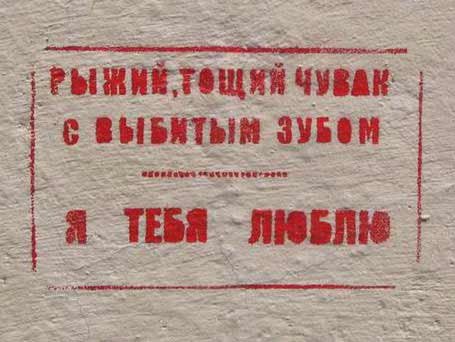 РЫЖИЙ, ТОЩИЙ ЧУВАК
С ВЫБИТЫМ ЗУБОМ
Я ТЕБЯ ЛЮБЛЮ